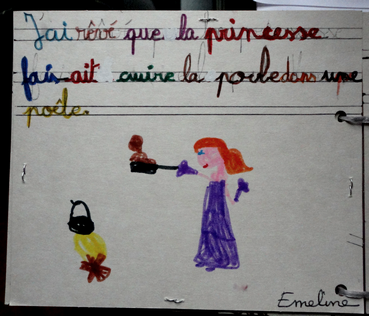 J'ai rêvé que la princesse
faisait cuire la poule dans une
poêle.
Emeline